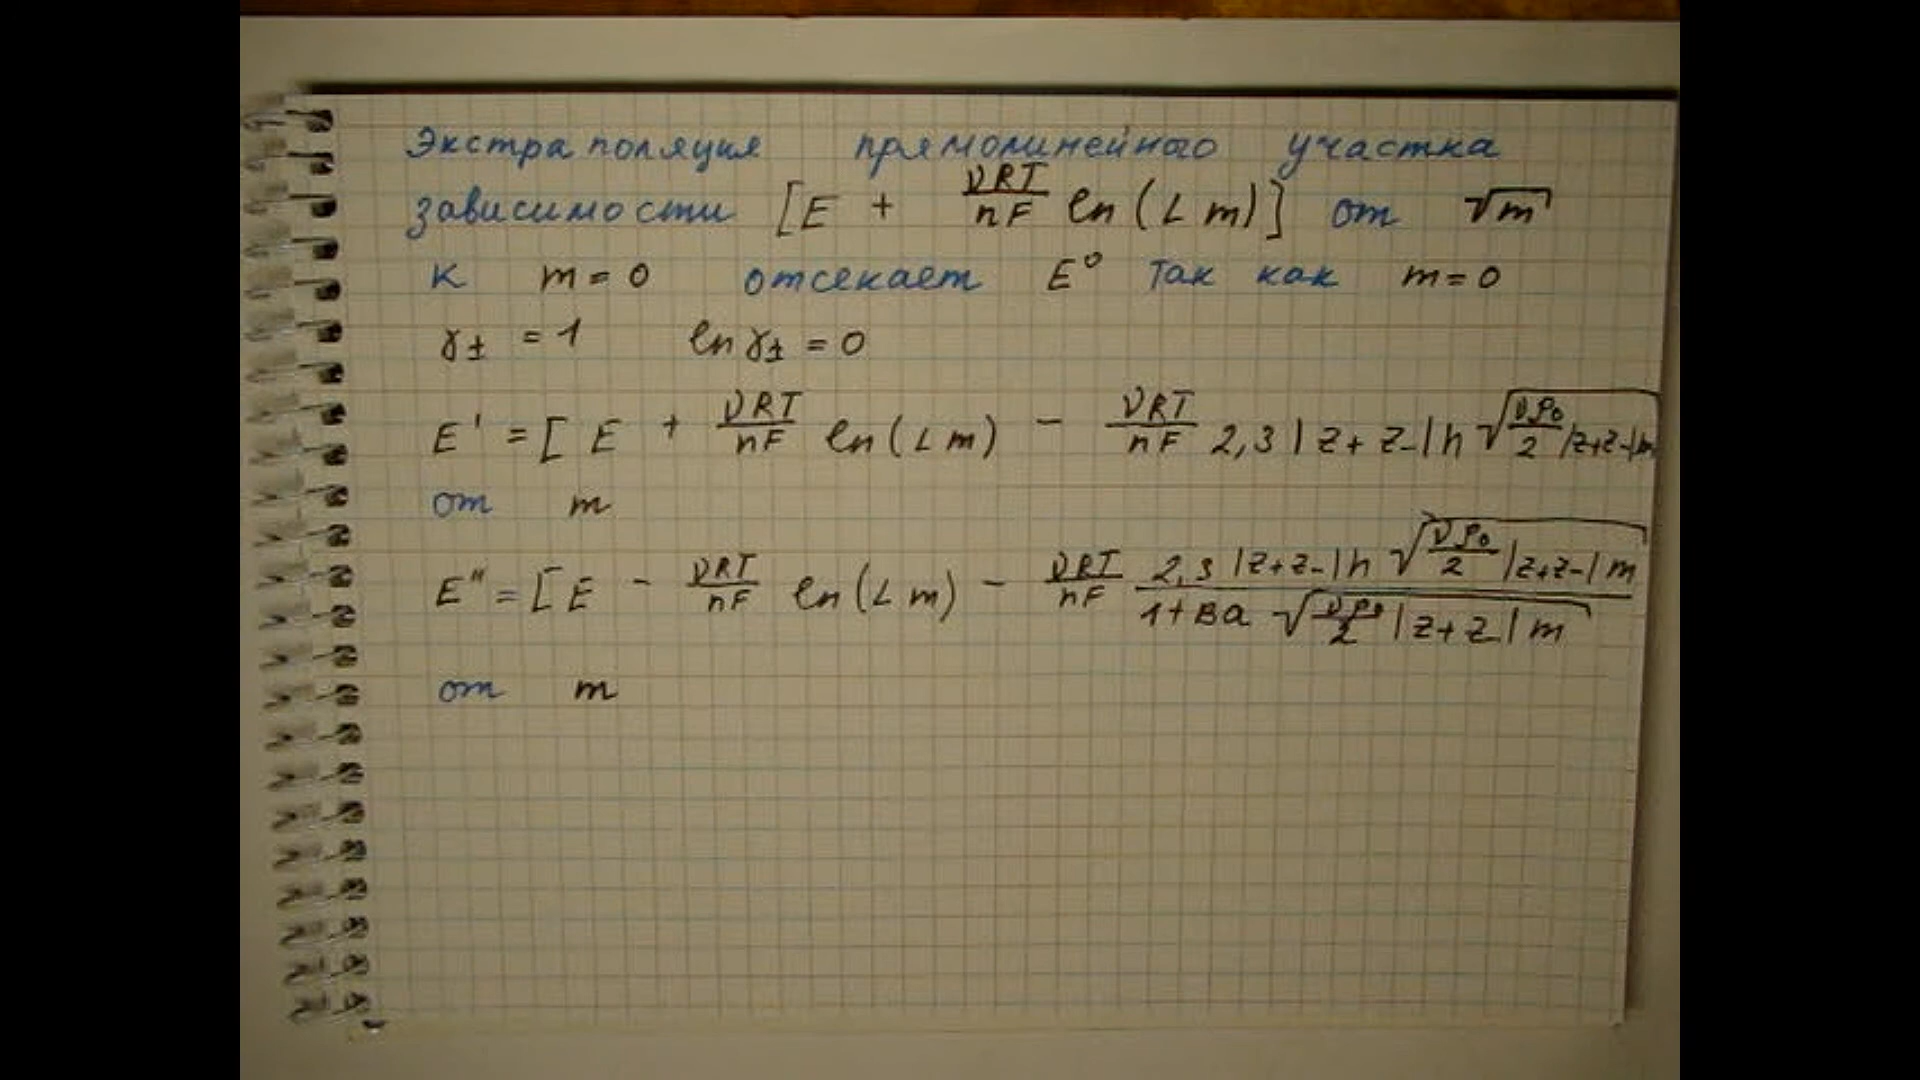 Экстраполяция прямолинейного участка
зависимости [E + νRT/nF ln(L m)] от √m
к m = 0 отсекает E⁰ так как m = 0
γ± = 1 ln γ± = 0
E' = [ E + νRT/nF ln(L m) - νRT/nF 2,3 |z+ z-| h √(νρ₀/2 |z+z-|m
от m
E" = [E - νRT/nF ln(L m) - νRT/nF 2,3 |z+z-| h √(νρ₀/2 |z+z-| m) / 1+Ba √(νρ₀/2 |z+z-| m)
от m